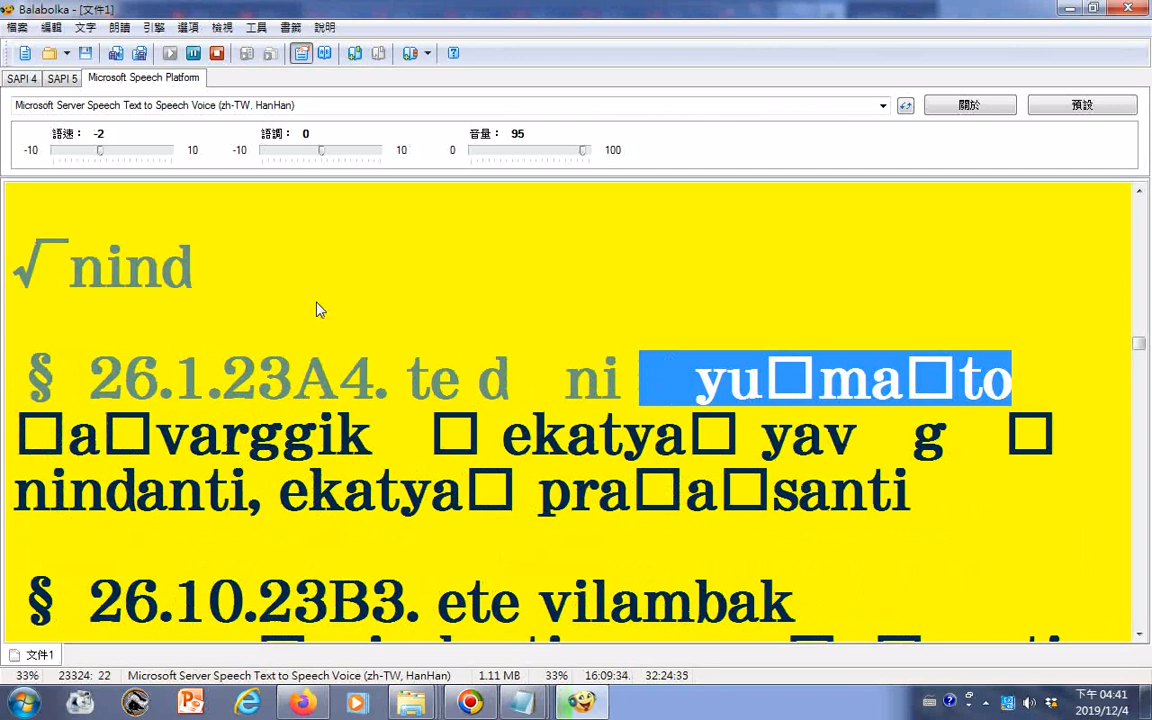 Balabolka - [文件1]
檔案 編輯 文字 朗讀 引擎 選項 檢視 工具 書籤 說明
SAPI 4 SAPI 5 Microsoft Speech Platform
Microsoft Server Speech Text to Speech Voice (zh-TW, HanHan) 關於 預設
語速： -2 語調： 0 音量： 95
-10 10 -10 10 0 100
√nind
§ 26.1.23A4. te d ni yu□ma□to
□a□varggik □ ekatya□ yav g □
nindanti, ekatya□ pra□a□santi
§ 26.10.23B3. ete vilambak
文件1
33% 23324: 22 Microsoft Server Speech Text to Speech Voice (zh-TW, HanHan) 1.11 MB 33% 16:09:34. 32:24:35
下午 04:41
2019/12/4